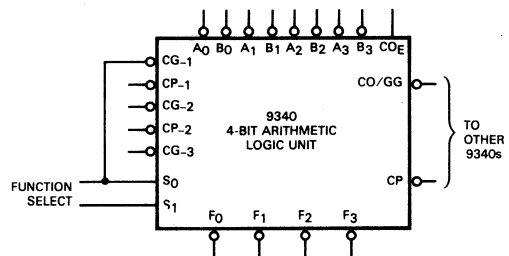 A0 B0 A1 B1 A2 B2 A3 B3 COE
CG-1
CP-1
CG-2
CP-2
CG-3
S0
S1
9340
4-BIT ARITHMETIC
LOGIC UNIT
CO/GG
CP
F0 F1 F2 F3
FUNCTION
SELECT
TO
OTHER
9340s